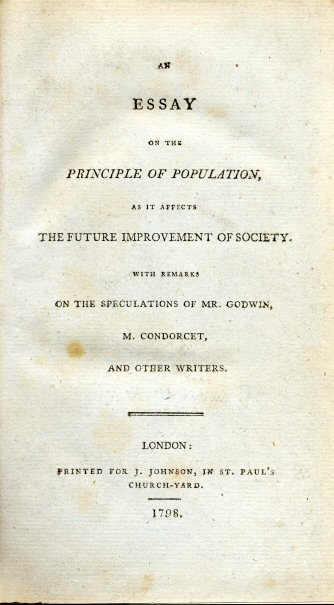 AN
ESSAY
ON THE
PRINCIPLE OF POPULATION,
AS IT AFFECTS
THE FUTURE IMPROVEMENT OF SOCIETY.
WITH REMARKS
ON THE SPECULATIONS OF MR. GODWIN,
M. CONDORCET,
AND OTHER WRITERS.
LONDON:
PRINTED FOR J. JOHNSON, IN ST. PAUL'S
CHURCH-YARD.
1798.